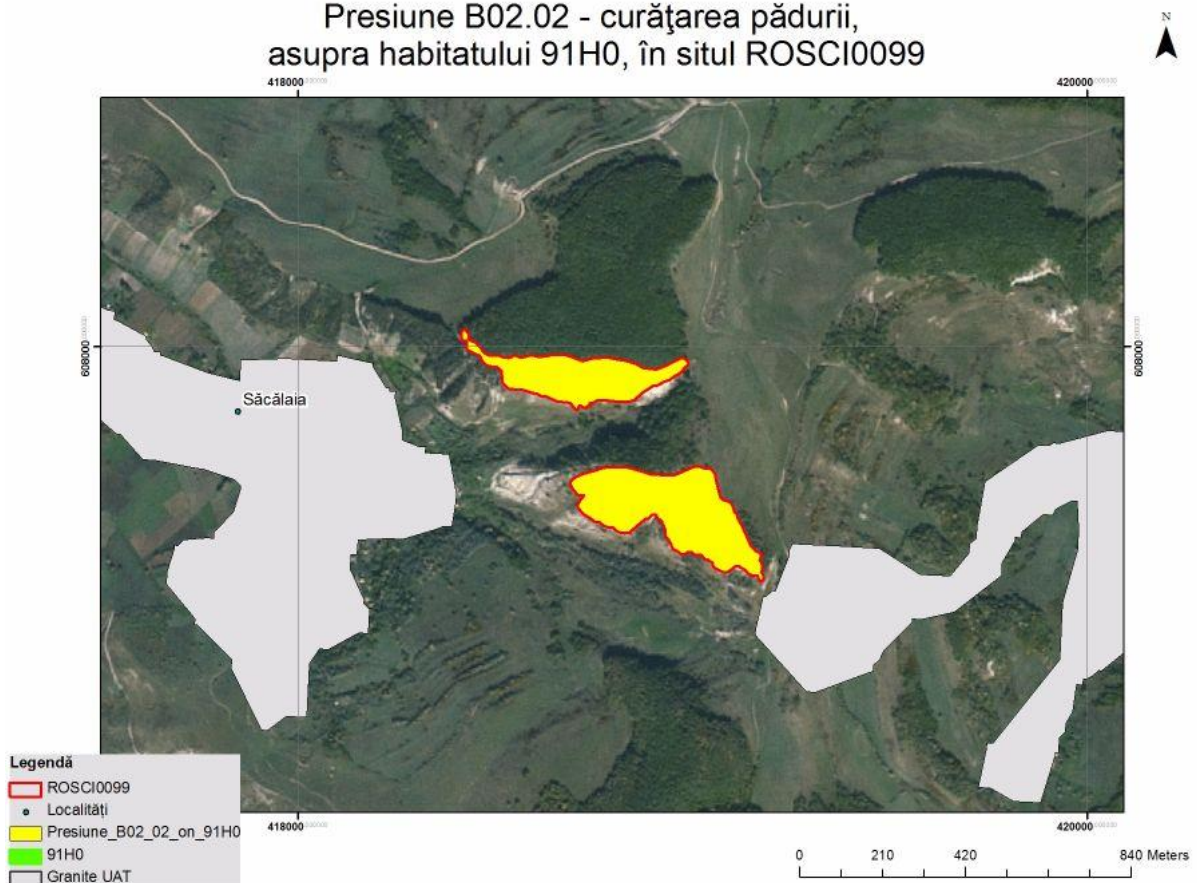 Presiune B02.02 - curăţarea pădurii,
asupra habitatului 91H0, în situl ROSCI0099
N
418000
420000
608000
608000
Săcălaia
Legendă
ROSCI0099
Localităţi
Presiune_B02_02_on_91H0
91H0
Granite UAT
418000
420000
0 210 420 840 Meters